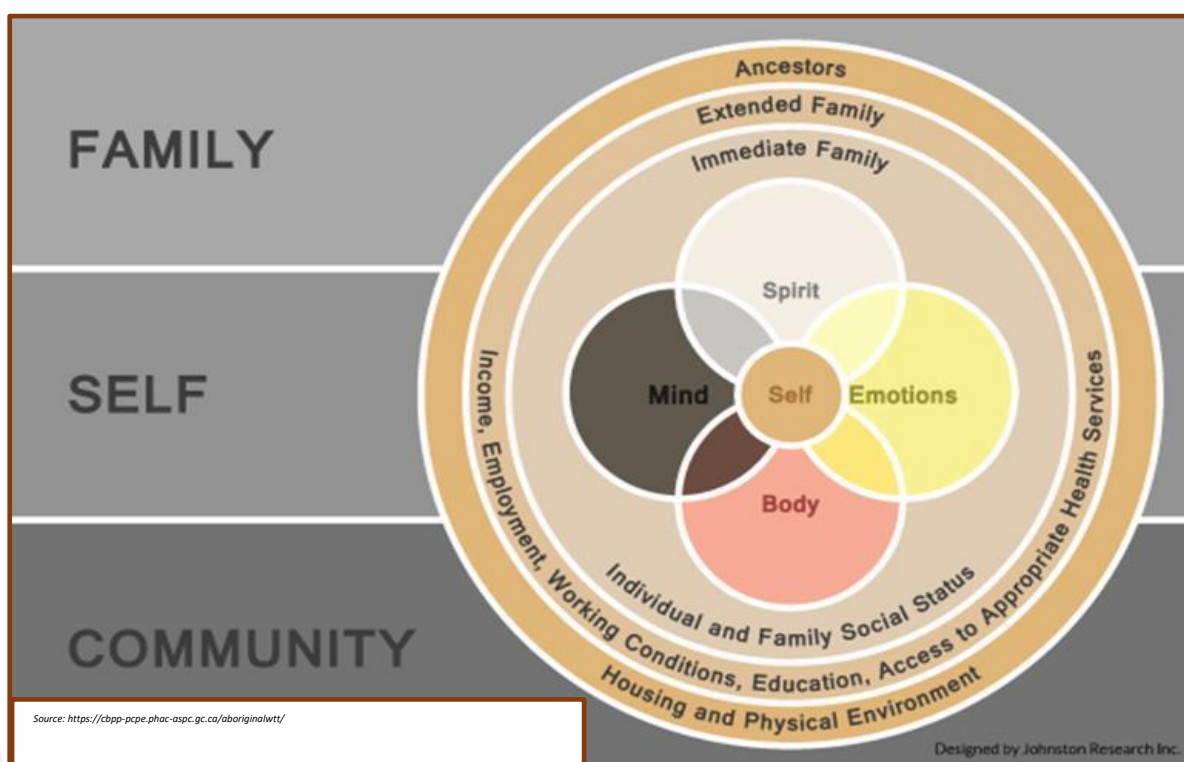 FAMILY
SELF
COMMUNITY
Ancestors
Extended Family
Immediate Family
Spirit
Mind
Self
Emotions
Body
Individual and Family Social Status
Income, Employment, Working Conditions, Education, Access to Appropriate Health Services
Housing and Physical Environment
Source: https://cbpp-pcpe.phac-aspc.gc.ca/aboriginalwtt/
Designed by Johnston Research Inc.